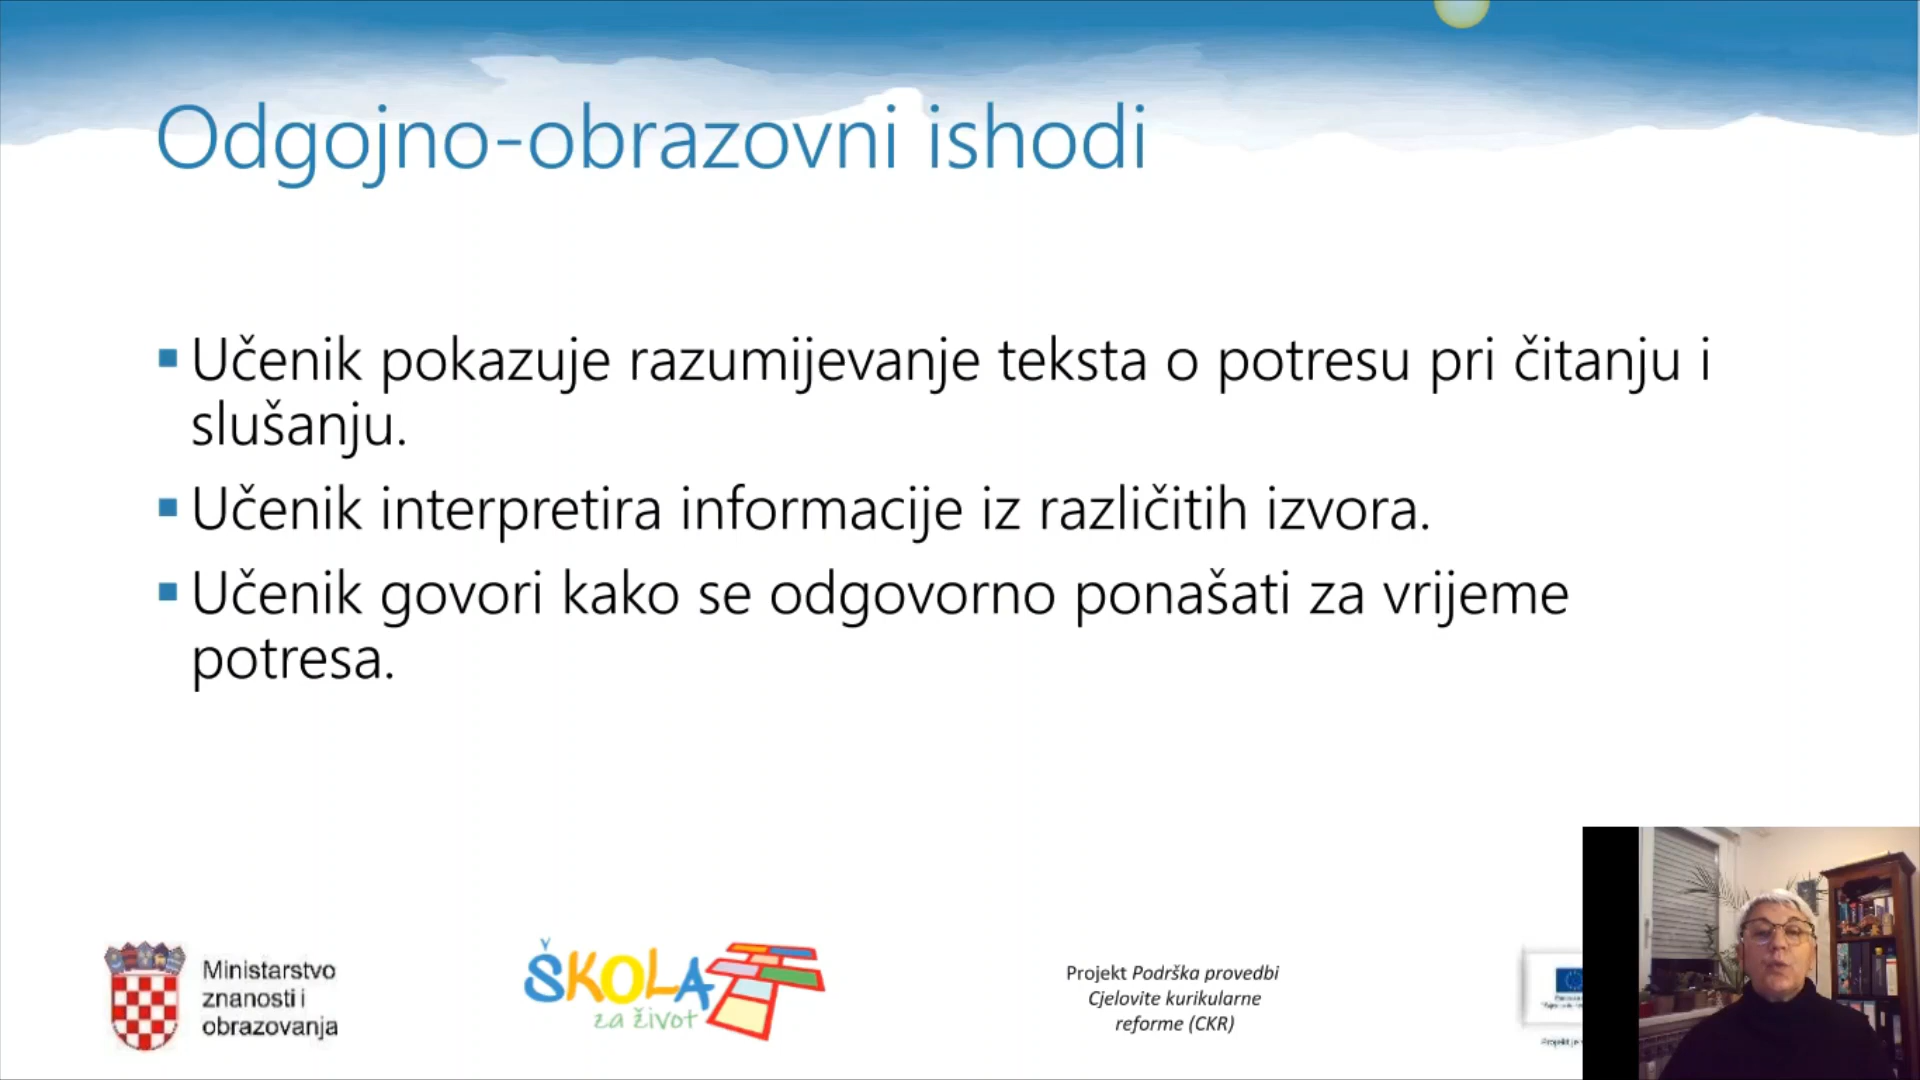 Odgojno-obrazovni ishodi
Učenik pokazuje razumijevanje teksta o potresu pri čitanju i
slušanju.
Učenik interpretira informacije iz različitih izvora.
Učenik govori kako se odgovorno ponašati za vrijeme
potresa.
Ministarstvo
znanosti i
obrazovanja
ŠKOLA
za život
Projekt Podrška provedbi
Cjelovite kurikularne
reforme (CKR)
Projekt je